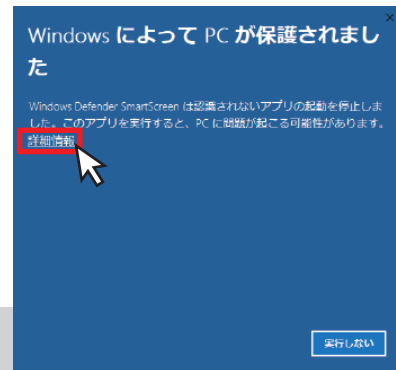 Windows によって PC が保護されまし
た
Windows Defender SmartScreen は認識されないアプリの起動を停止しま
した。このアプリを実行すると、PC に問題が起こる可能性があります。
詳細情報
実行しない